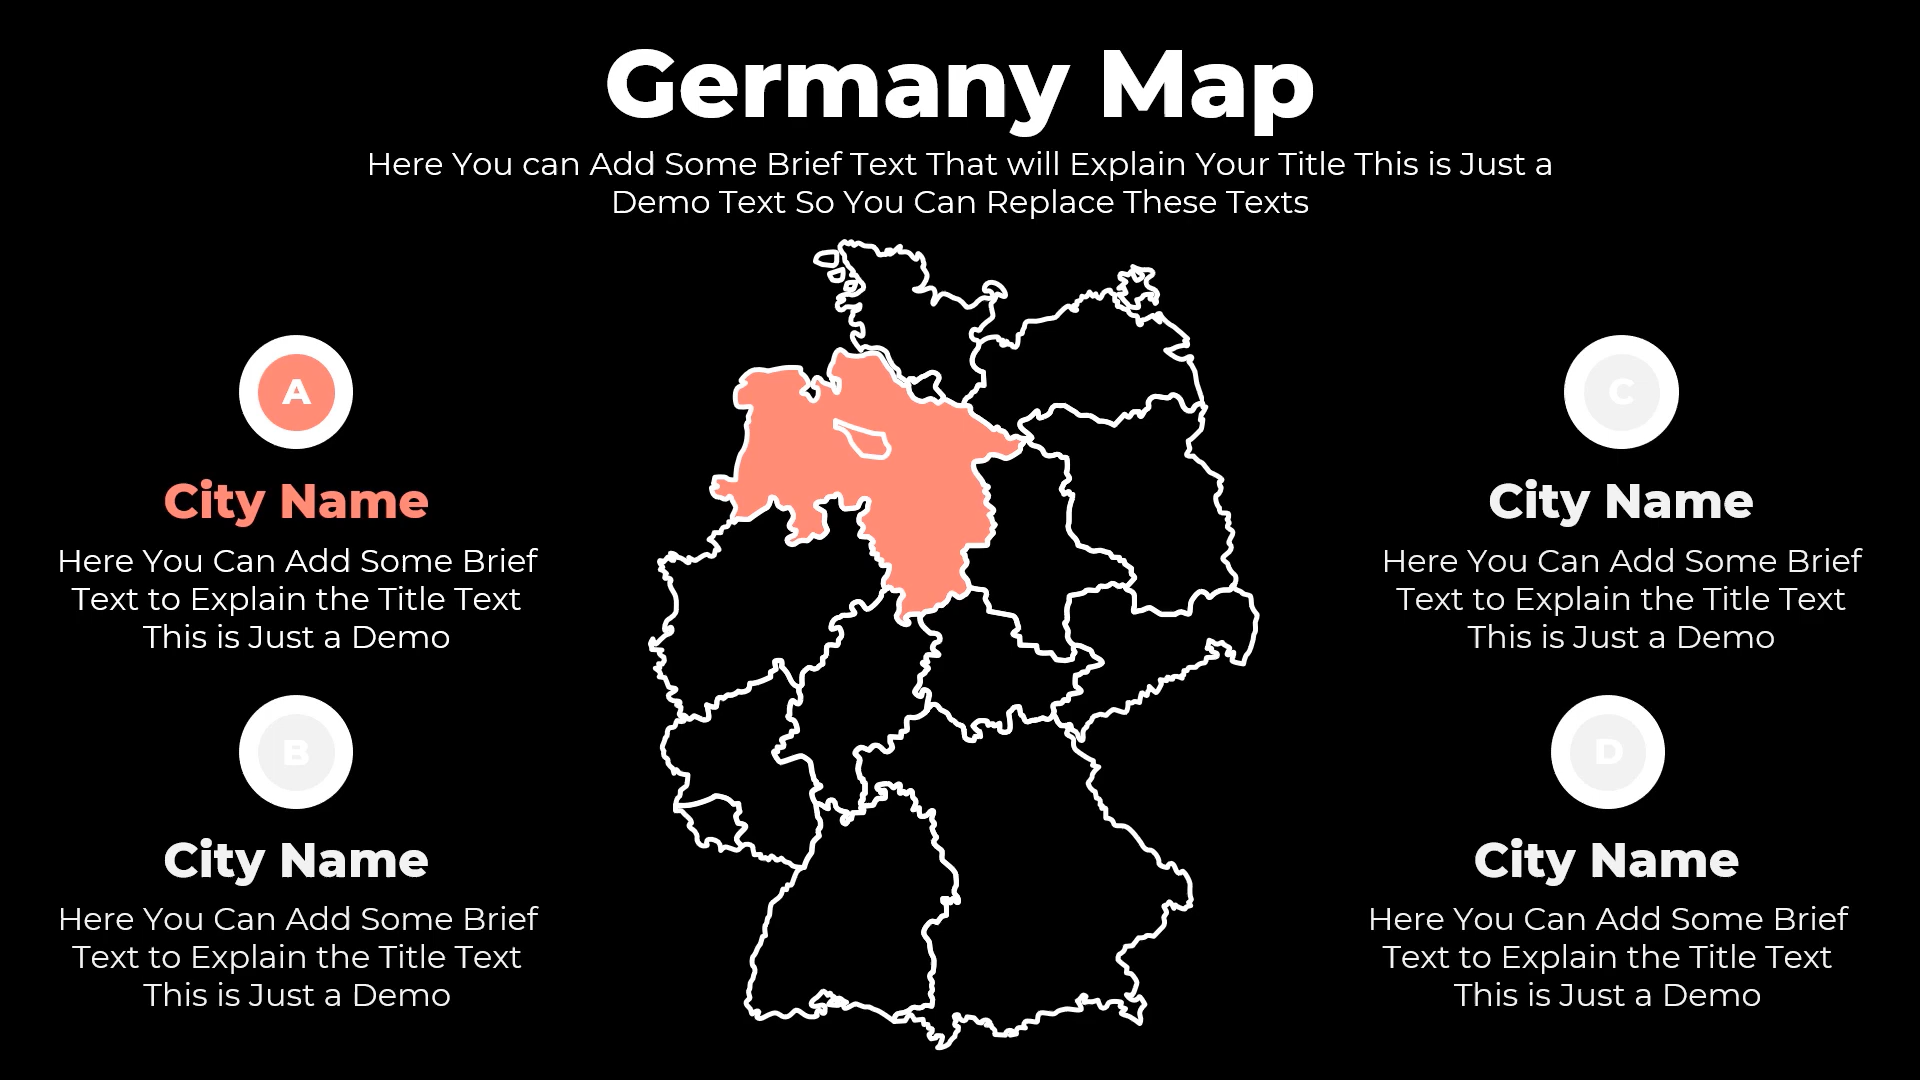 Germany Map
Here You can Add Some Brief Text That will Explain Your Title This is Just a
Demo Text So You Can Replace These Texts
A
City Name
Here You Can Add Some Brief
Text to Explain the Title Text
This is Just a Demo
B
City Name
Here You Can Add Some Brief
Text to Explain the Title Text
This is Just a Demo
C
City Name
Here You Can Add Some Brief
Text to Explain the Title Text
This is Just a Demo
D
City Name
Here You Can Add Some Brief
Text to Explain the Title Text
This is Just a Demo